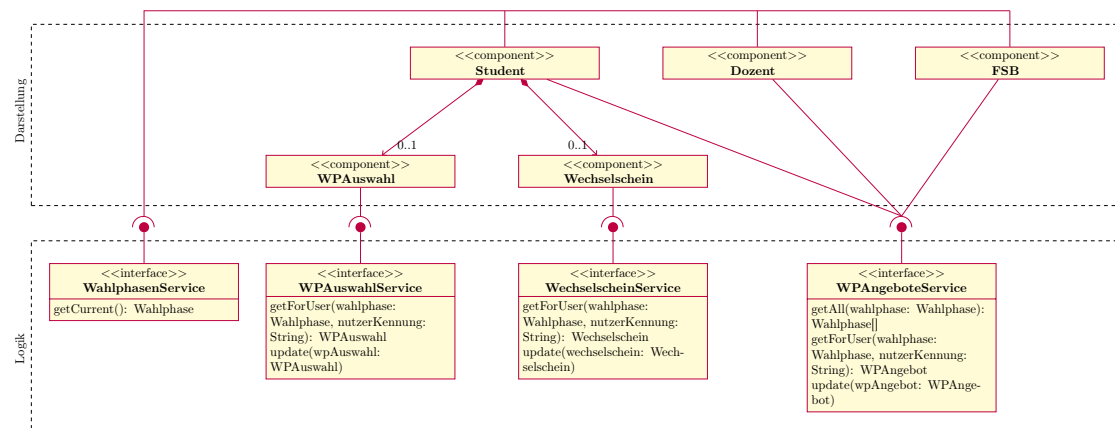 Darstellung
<<component>>
Student
<<component>>
Dozent
<<component>>
FSB
0..1
0..1
<<component>>
WPAuswahl
<<component>>
Wechselschein
Logik
<<interface>>
WahlphasenService
getCurrent(): Wahlphase
<<interface>>
WPAuswahlService
getForUser(wahlphase:
Wahlphase, nutzerKennung:
String): WPAuswahl
update(wpAuswahl:
WPAuswahl)
<<interface>>
WechselscheinService
getForUser(wahlphase:
Wahlphase, nutzerKennung:
String): Wechselschein
update(wechselschein: Wech-
selschein)
<<interface>>
WPAngeboteService
getAll(wahlphase: Wahlphase):
Wahlphase[]
getForUser(wahlphase:
Wahlphase, nutzerKennung:
String): WPAngebot
update(wpAngebot: WPAnge-
bot)